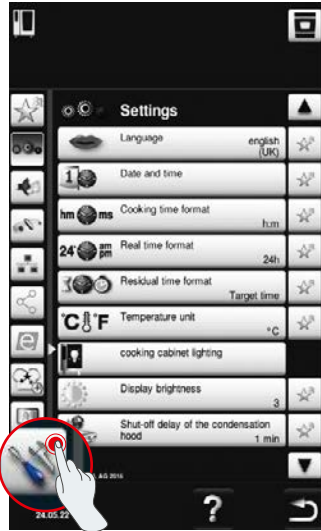 Settings
Language
english
(UK)
1 Date and time
hm ms Cooking time format
h:m
24 am
pm Real time format
24h
Residual time format
Target time
°C °F Temperature unit
°C
cooking cabinet lighting
Display brightness
3
Shut-off delay of the condensation
hood
1 min
AG 2016
24.05.22
?